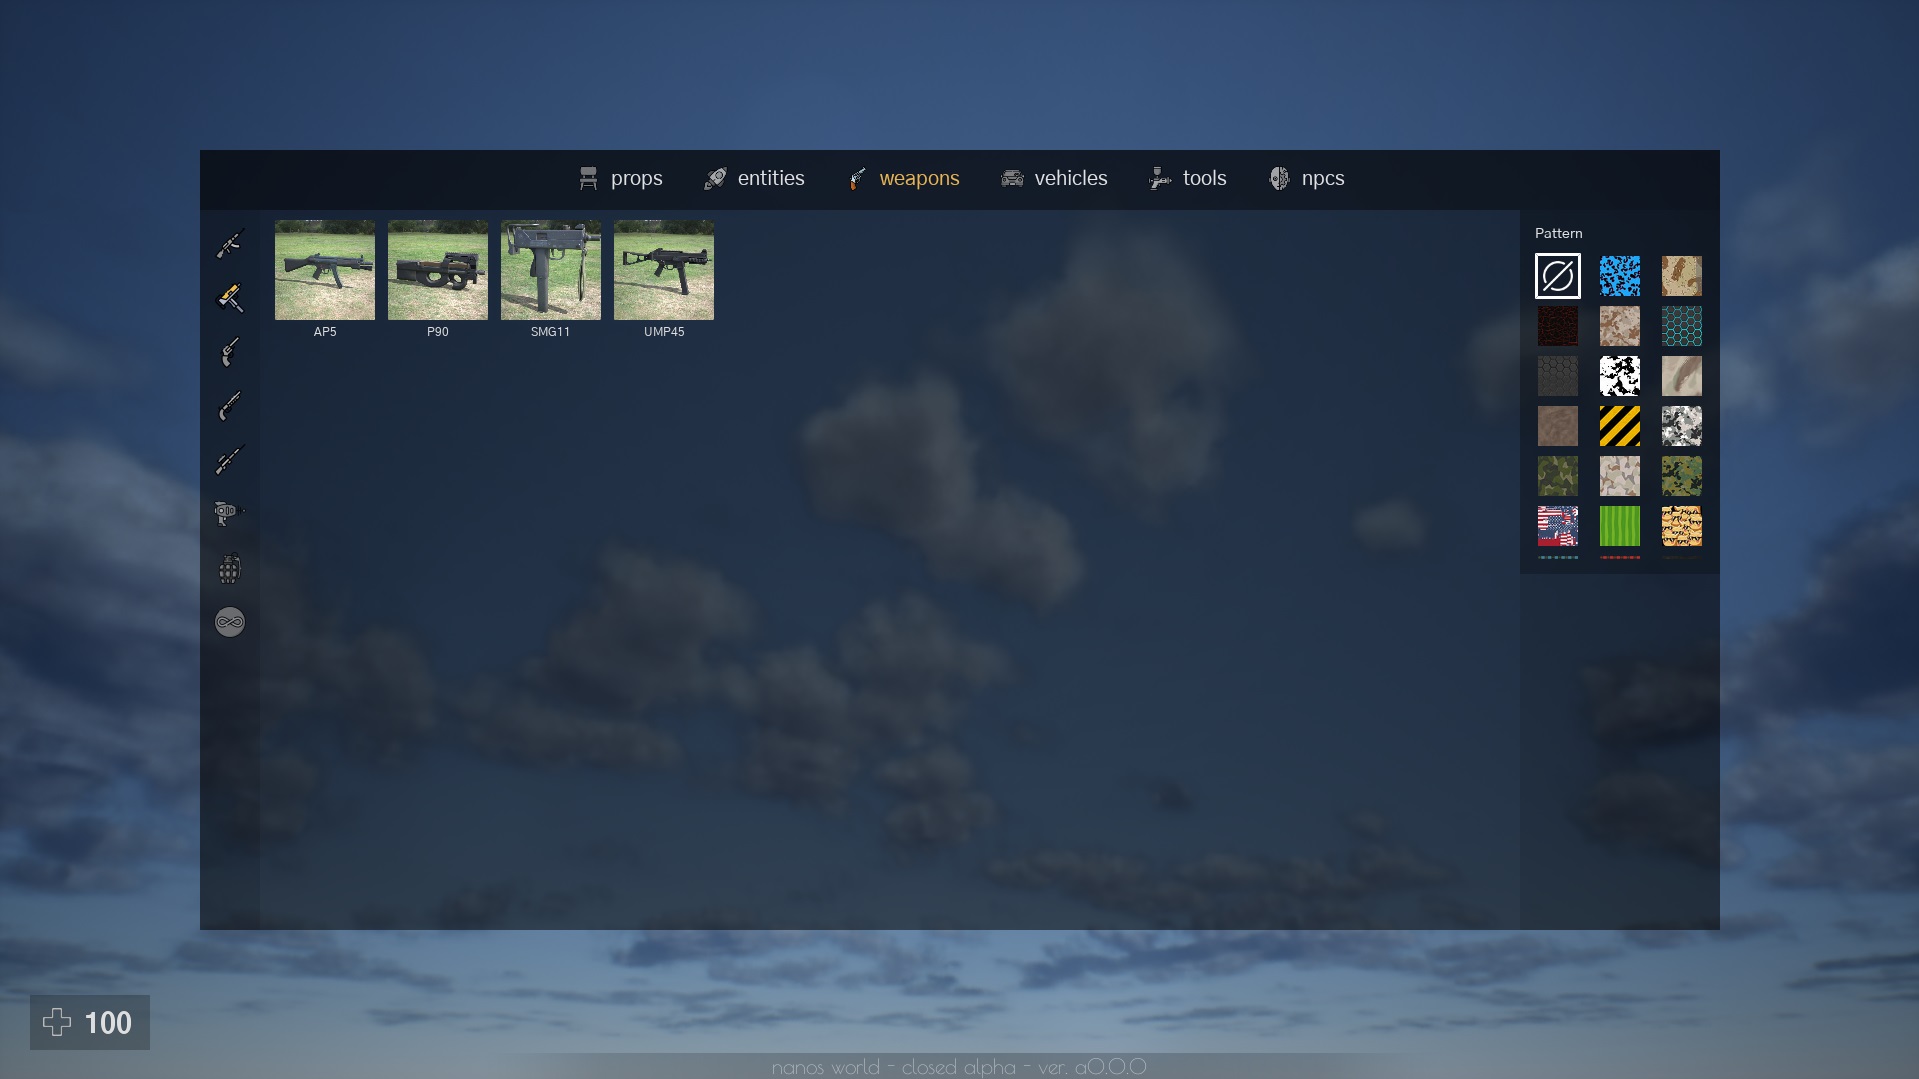 props entities weapons vehicles tools npcs
Pattern
AP5 P90 SMG11 UMP45
100
nanos world - closed alpha - ver. a0.0.0